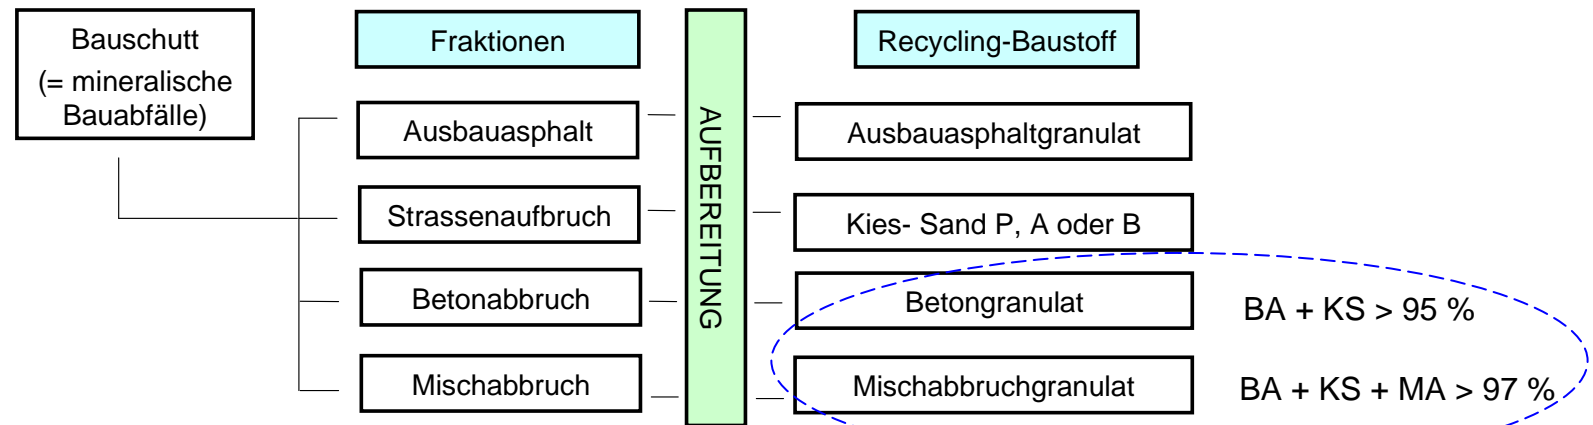 Bauschutt
(= mineralische
Bauabfälle)
Fraktionen
Recycling-Baustoff
AUFBEREITUNG
Ausbauasphalt
Ausbauasphaltgranulat
Strassenaufbruch
Kies- Sand P, A oder B
Betonabbruch
Betongranulat
BA + KS > 95 %
Mischabbruch
Mischabbruchgranulat
BA + KS + MA > 97 %